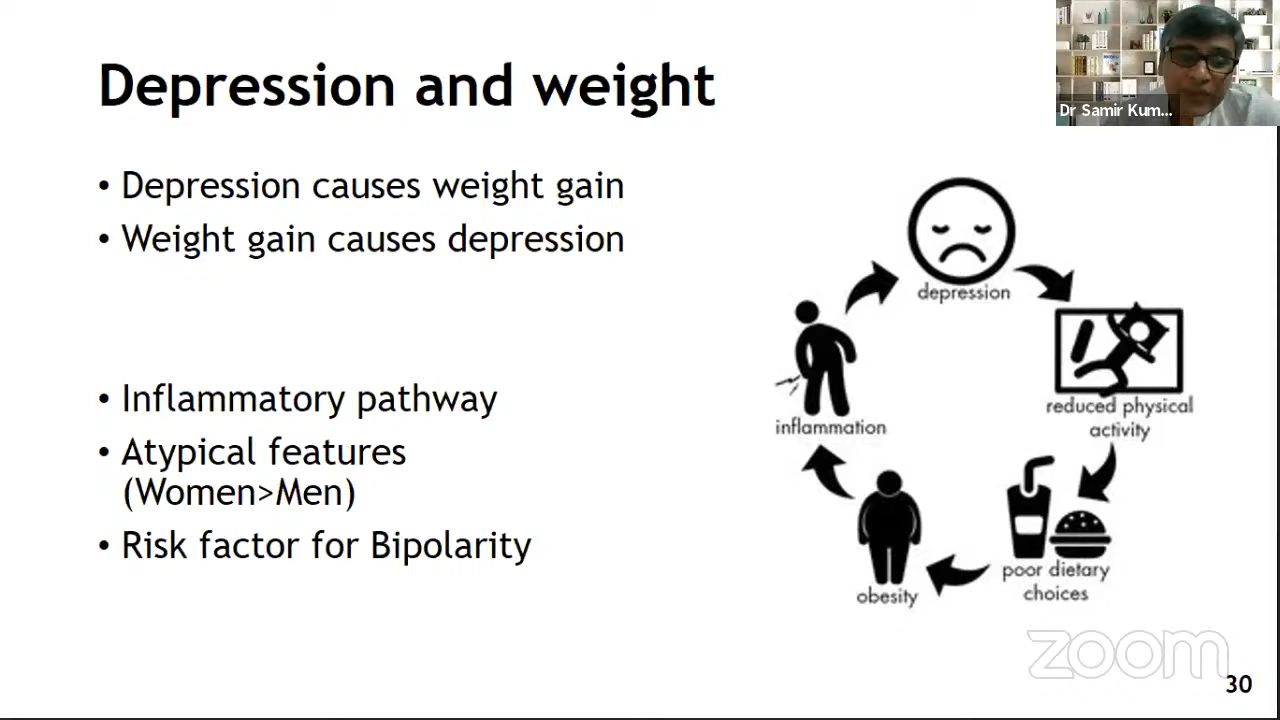 Depression and weight
Dr Samir Kum...
• Depression causes weight gain
• Weight gain causes depression
• Inflammatory pathway
• Atypical features
(Women>Men)
• Risk factor for Bipolarity
depression
reduced physical
activity
poor dietary
choices
obesity
inflammation
zoom
30